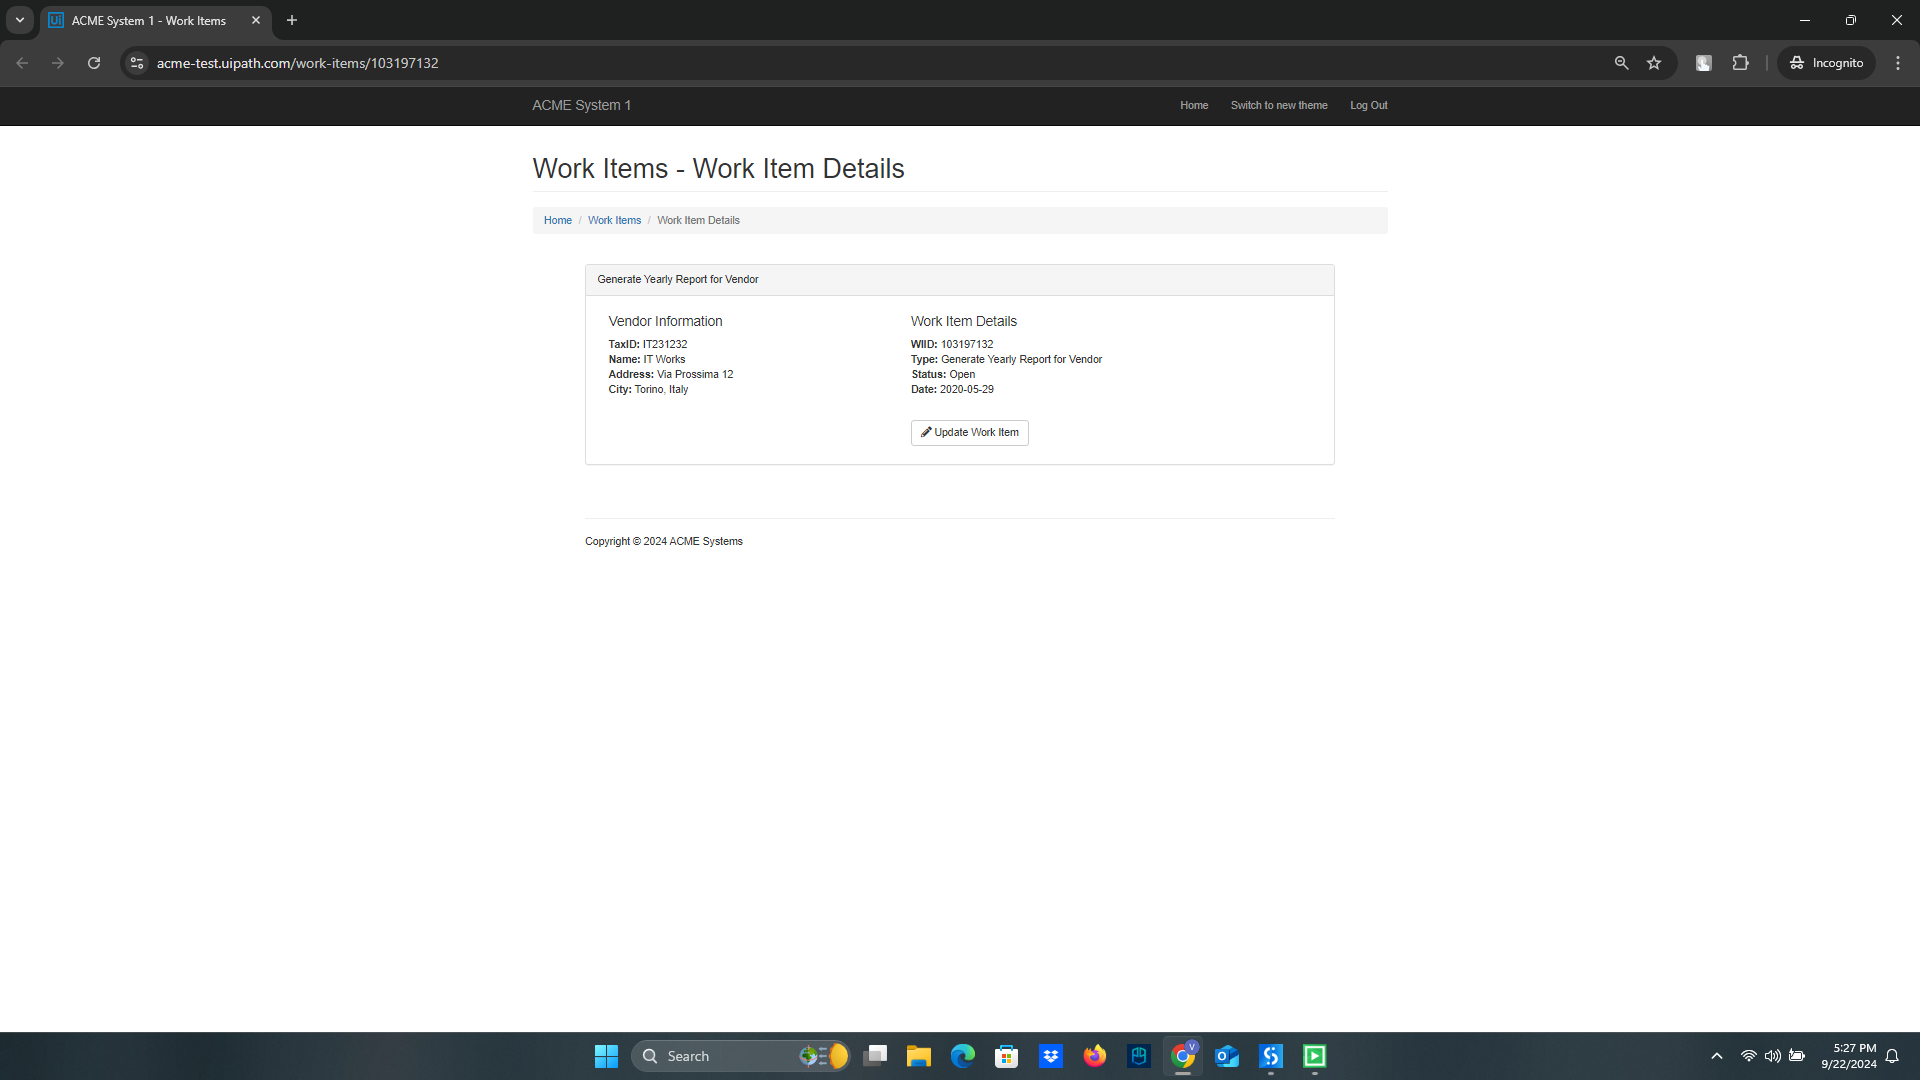 ACME System 1 - Work Items
acme-test.uipath.com/work-items/103197132
Incognito
ACME System 1
Home
Switch to new theme
Log Out
Work Items - Work Item Details
Home / Work Items / Work Item Details
Generate Yearly Report for Vendor
Vendor Information
TaxID: IT231232
Name: IT Works
Address: Via Prossima 12
City: Torino, Italy
Work Item Details
WIID: 103197132
Type: Generate Yearly Report for Vendor
Status: Open
Date: 2020-05-29
Update Work Item
Copyright © 2024 ACME Systems
Search
5:27 PM
9/22/2024